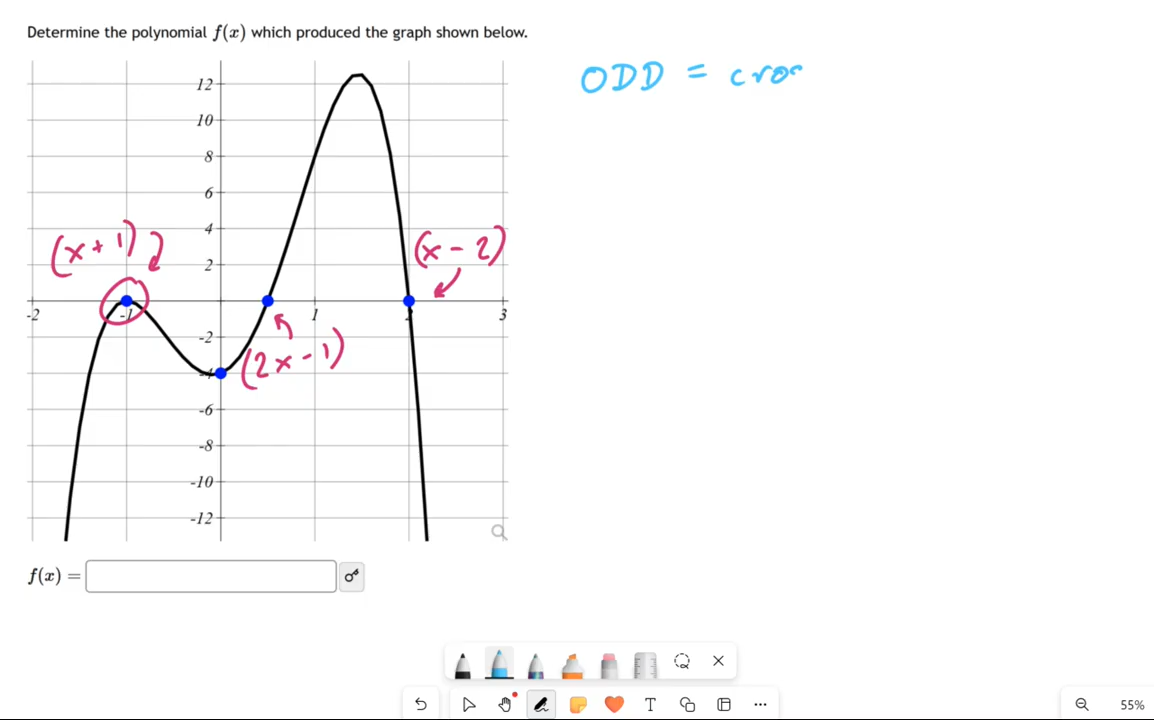 Determine the polynomial f(x) which produced the graph shown below.
ODD = cros
12
10
8
6
4
2
(x + 1)
(x - 2)
-2
-1
1
2
3
-2
(2x - 1)
-4
-6
-8
-10
-12
f(x) =
T
55%